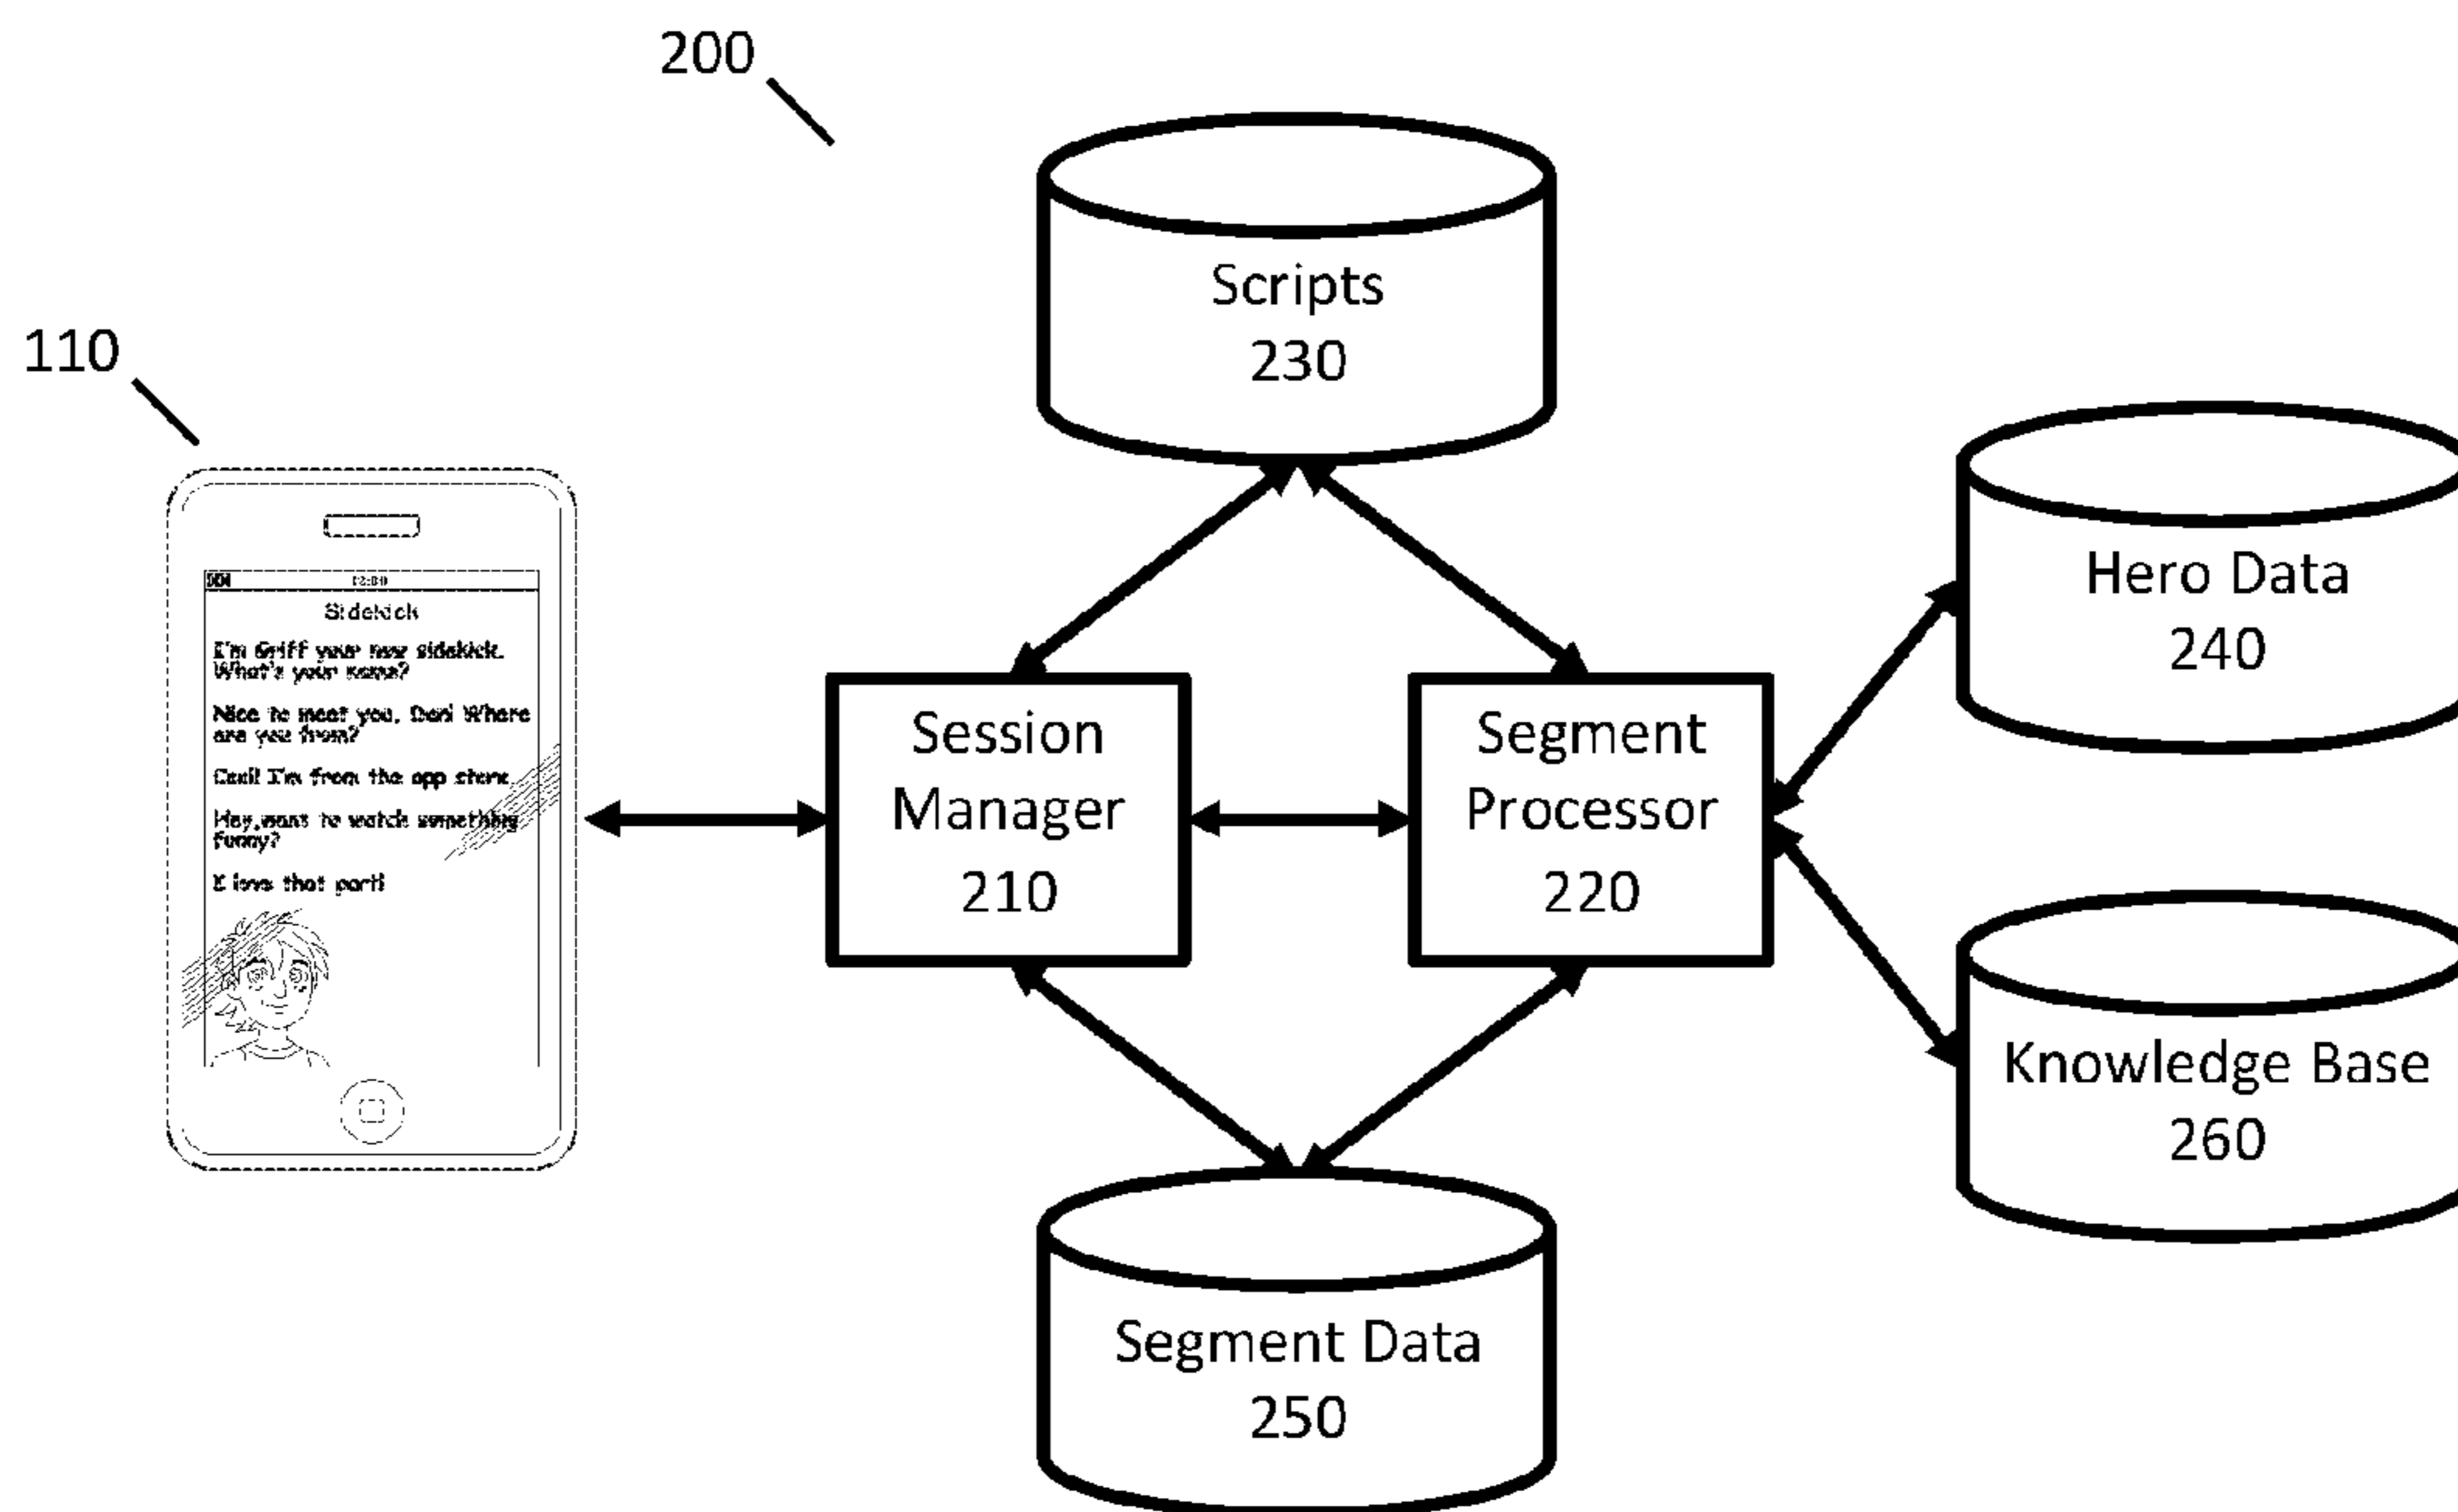 200
110
Scripts
230
Sidekick
I'm Griff your new sidekick.
What's your name?
Nice to meet you, Dan! Where
are you from?
Cool! I'm from the app store.
Hey, want to watch something
funny?
I love that part!
Session
Manager
210
Segment
Processor
220
Hero Data
240
Knowledge Base
260
Segment Data
250